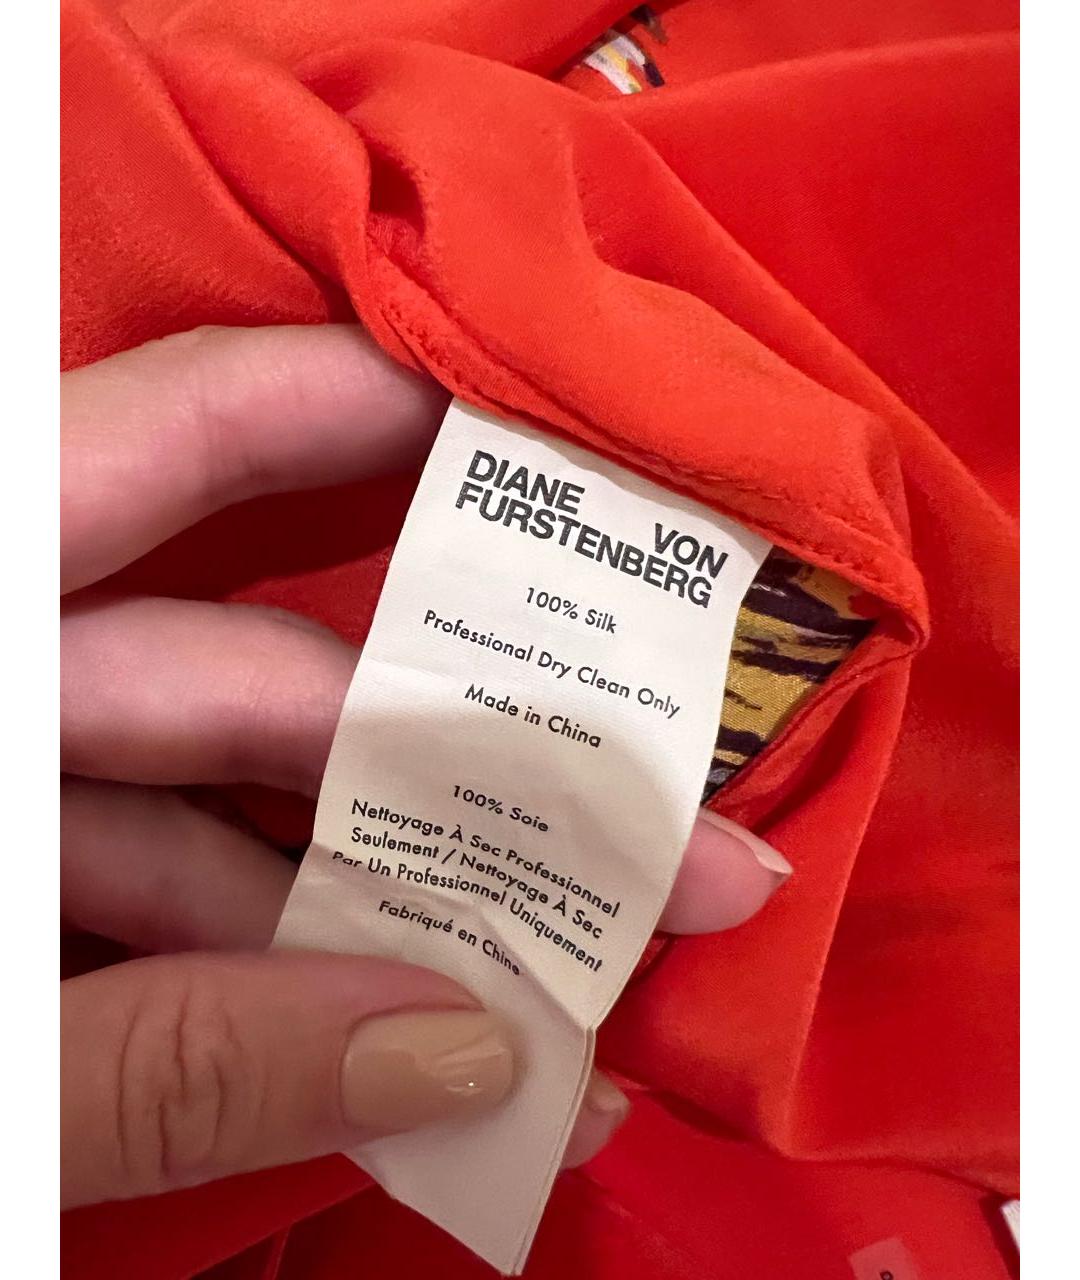 DIANE VON
FURSTENBERG
100% Silk
Professional Dry Clean Only
Made in China
100% Soie
Nettoyage À Sec Professionnel
Seulement / Nettoyage À Sec
Par Un Professionnel Uniquement
Fabriqué en Chine